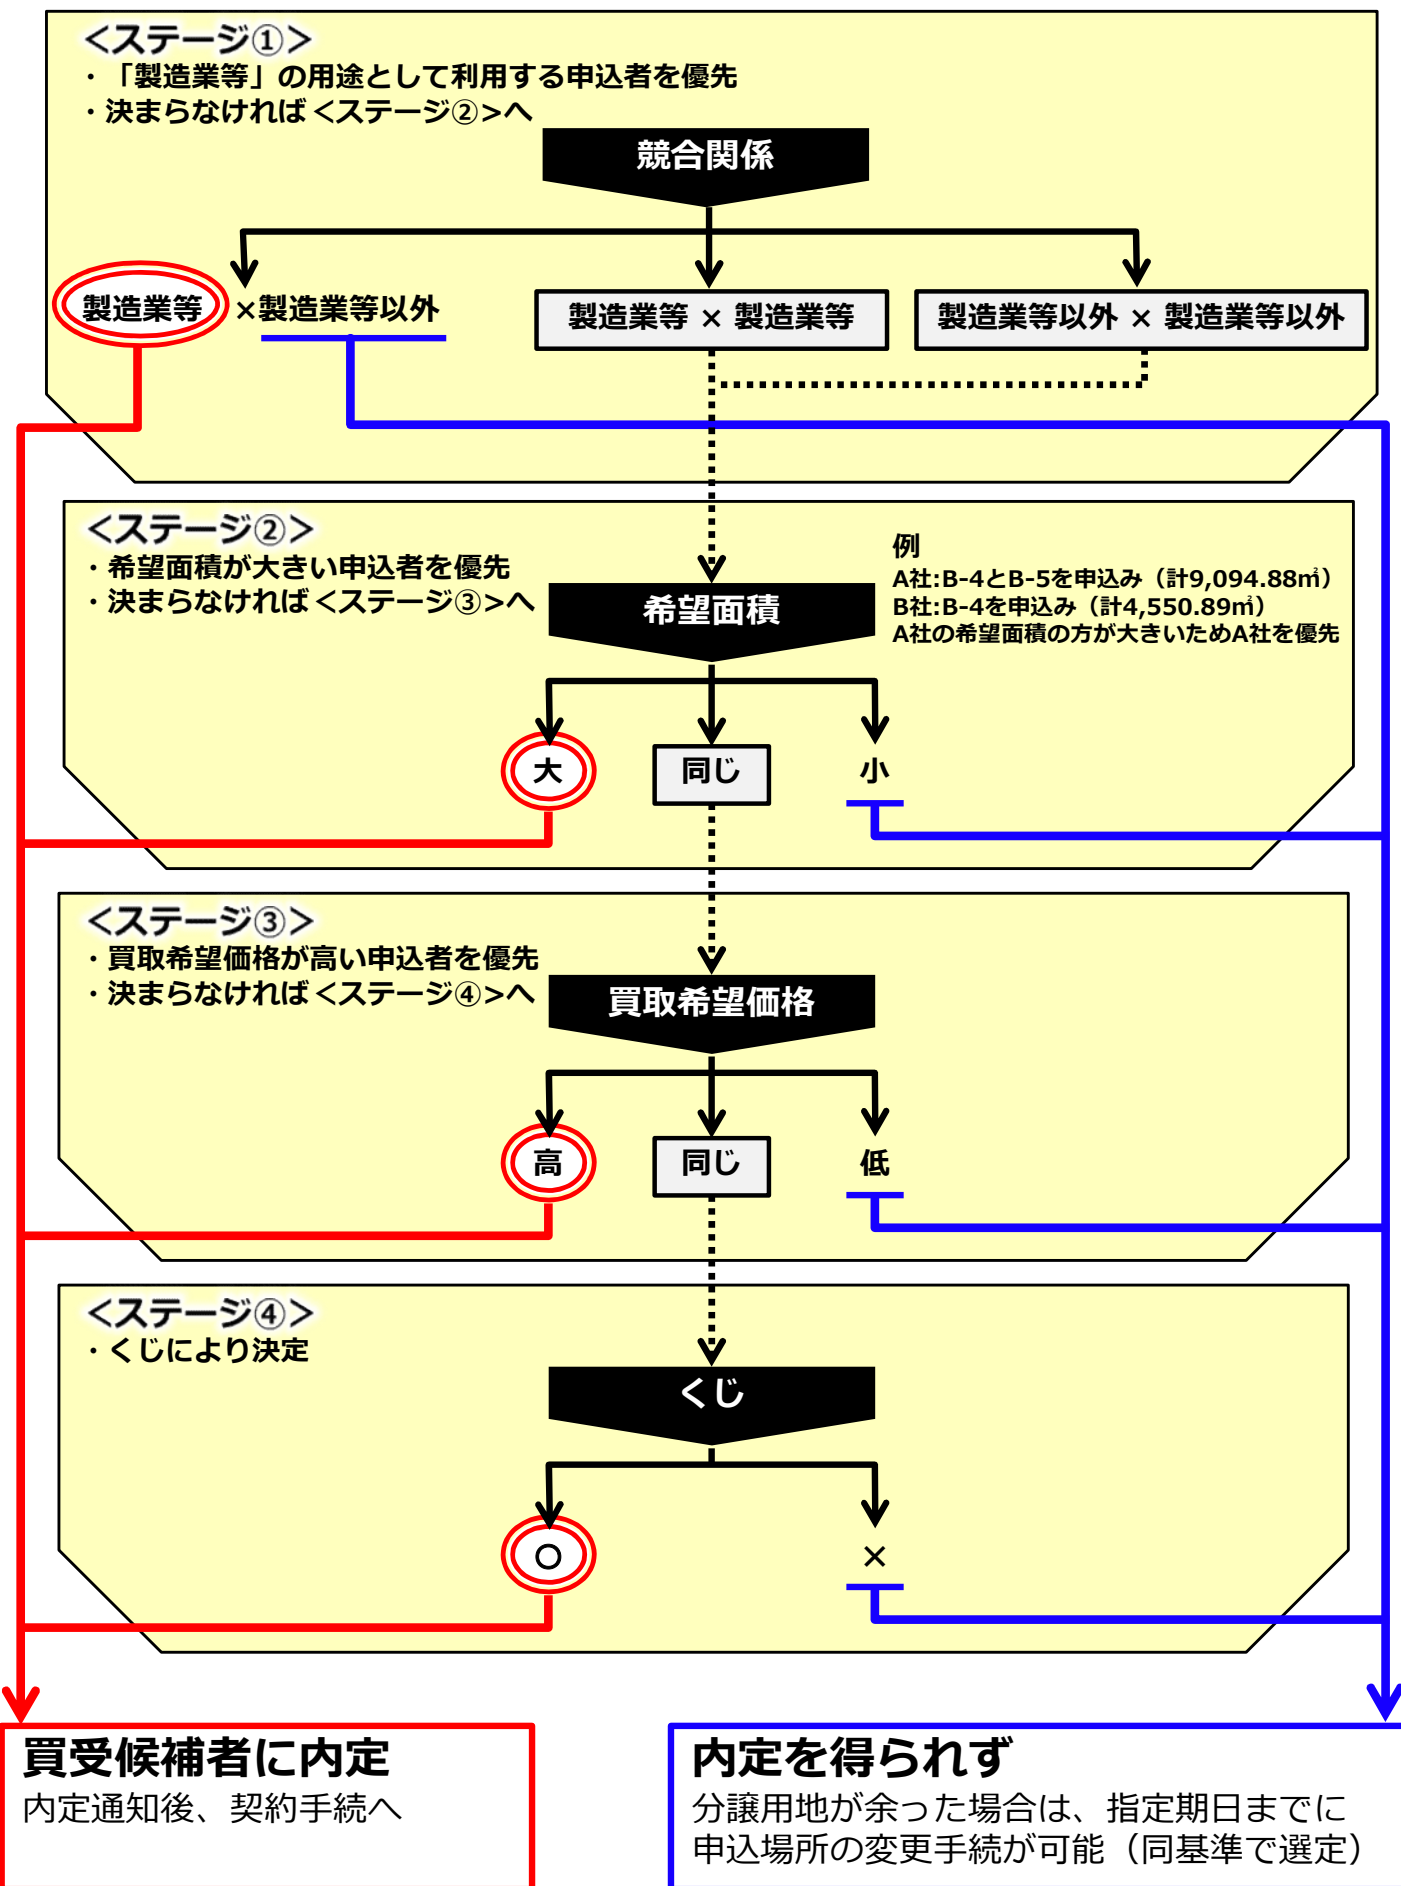 <ステージ①>
・「製造業等」の用途として利用する申込者を優先
・決まらなければ<ステージ②>へ
競合関係
製造業等 ×製造業等以外
製造業等 × 製造業等
製造業等以外 × 製造業等以外
<ステージ②>
・希望面積が大きい申込者を優先
・決まらなければ<ステージ③>へ
希望面積
例
A社:B-4とB-5を申込み（計9,094.88㎡）
B社:B-4を申込み（計4,550.89㎡）
A社の希望面積の方が大きいためA社を優先
大
同じ
小
<ステージ③>
・買取希望価格が高い申込者を優先
・決まらなければ<ステージ④>へ
買取希望価格
高
同じ
低
<ステージ④>
・くじにより決定
くじ
○
×
買受候補者に内定
内定通知後、契約手続へ
内定を得られず
分譲用地が余った場合は、指定期日までに
申込場所の変更手続が可能（同基準で選定）